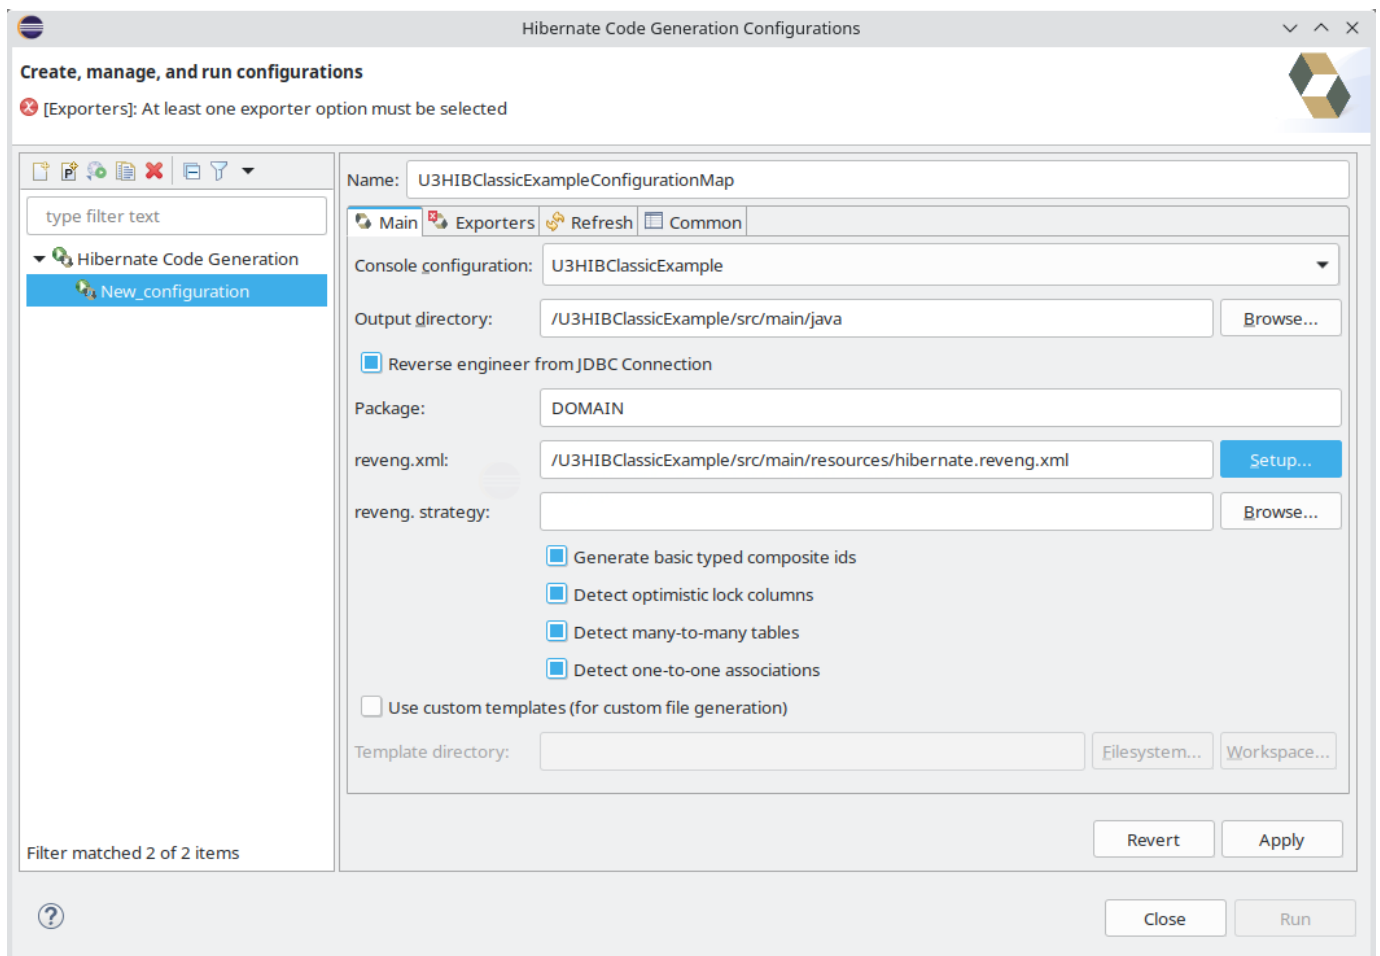 Hibernate Code Generation Configurations
Create, manage, and run configurations
[Exporters]: At least one exporter option must be selected
type filter text
Hibernate Code Generation
New_configuration
Filter matched 2 of 2 items
Name: U3HIBClassicExampleConfigurationMap
Main Exporters Refresh Common
Console configuration: U3HIBClassicExample
Output directory: /U3HIBClassicExample/src/main/java Browse...
Reverse engineer from JDBC Connection
Package: DOMAIN
reveng.xml: /U3HIBClassicExample/src/main/resources/hibernate.reveng.xml Setup...
reveng. strategy: Browse...
Generate basic typed composite ids
Detect optimistic lock columns
Detect many-to-many tables
Detect one-to-one associations
Use custom templates (for custom file generation)
Template directory: Filesystem... Workspace...
Revert Apply
Close Run